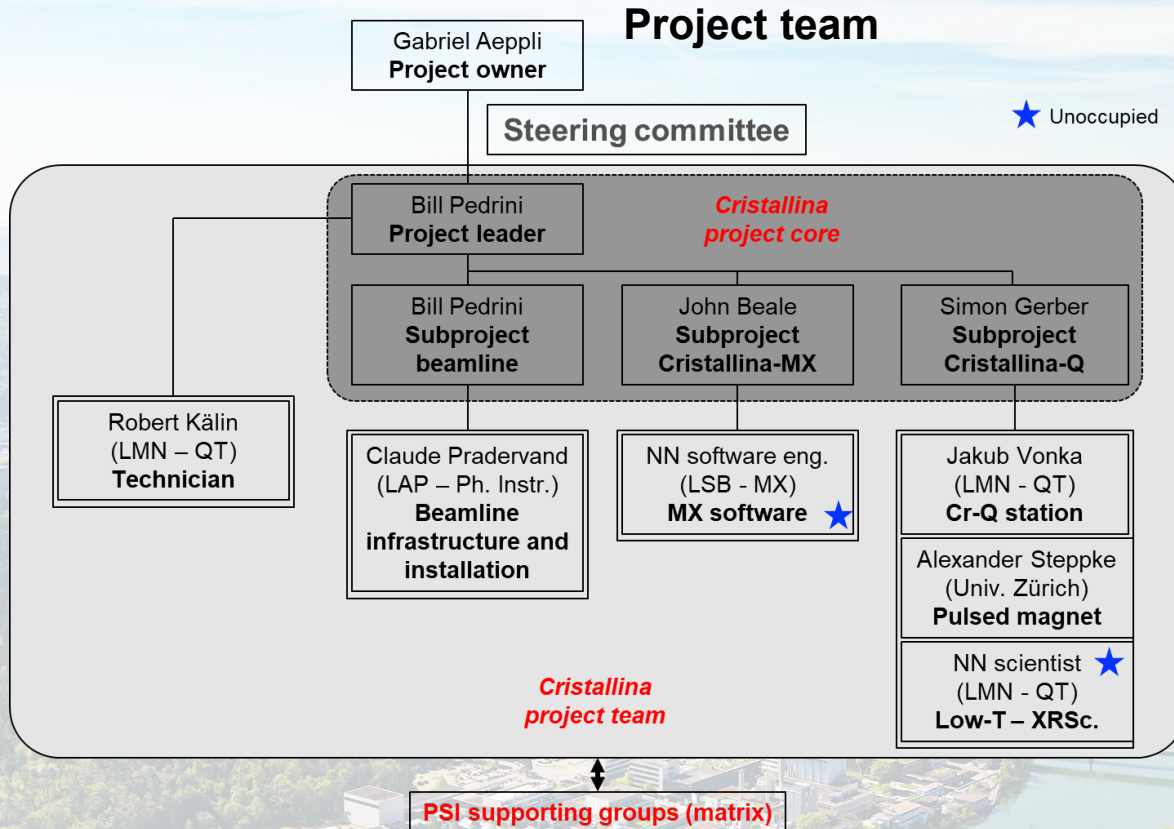 Project team
Gabriel Aeppli
Project owner
Steering committee
Unoccupied
Bill Pedrini
Project leader
Cristallina
project core
Bill Pedrini
Subproject
beamline
John Beale
Subproject
Cristallina-MX
Simon Gerber
Subproject
Cristallina-Q
Robert Kälin
(LMN – QT)
Technician
Claude Pradervand
(LAP – Ph. Instr.)
Beamline
infrastructure and
installation
NN software eng.
(LSB - MX)
MX software
Jakub Vonka
(LMN - QT)
Cr-Q station
Alexander Steppke
(Univ. Zürich)
Pulsed magnet
NN scientist
(LMN - QT)
Low-T – XRSc.
Cristallina
project team
PSI supporting groups (matrix)